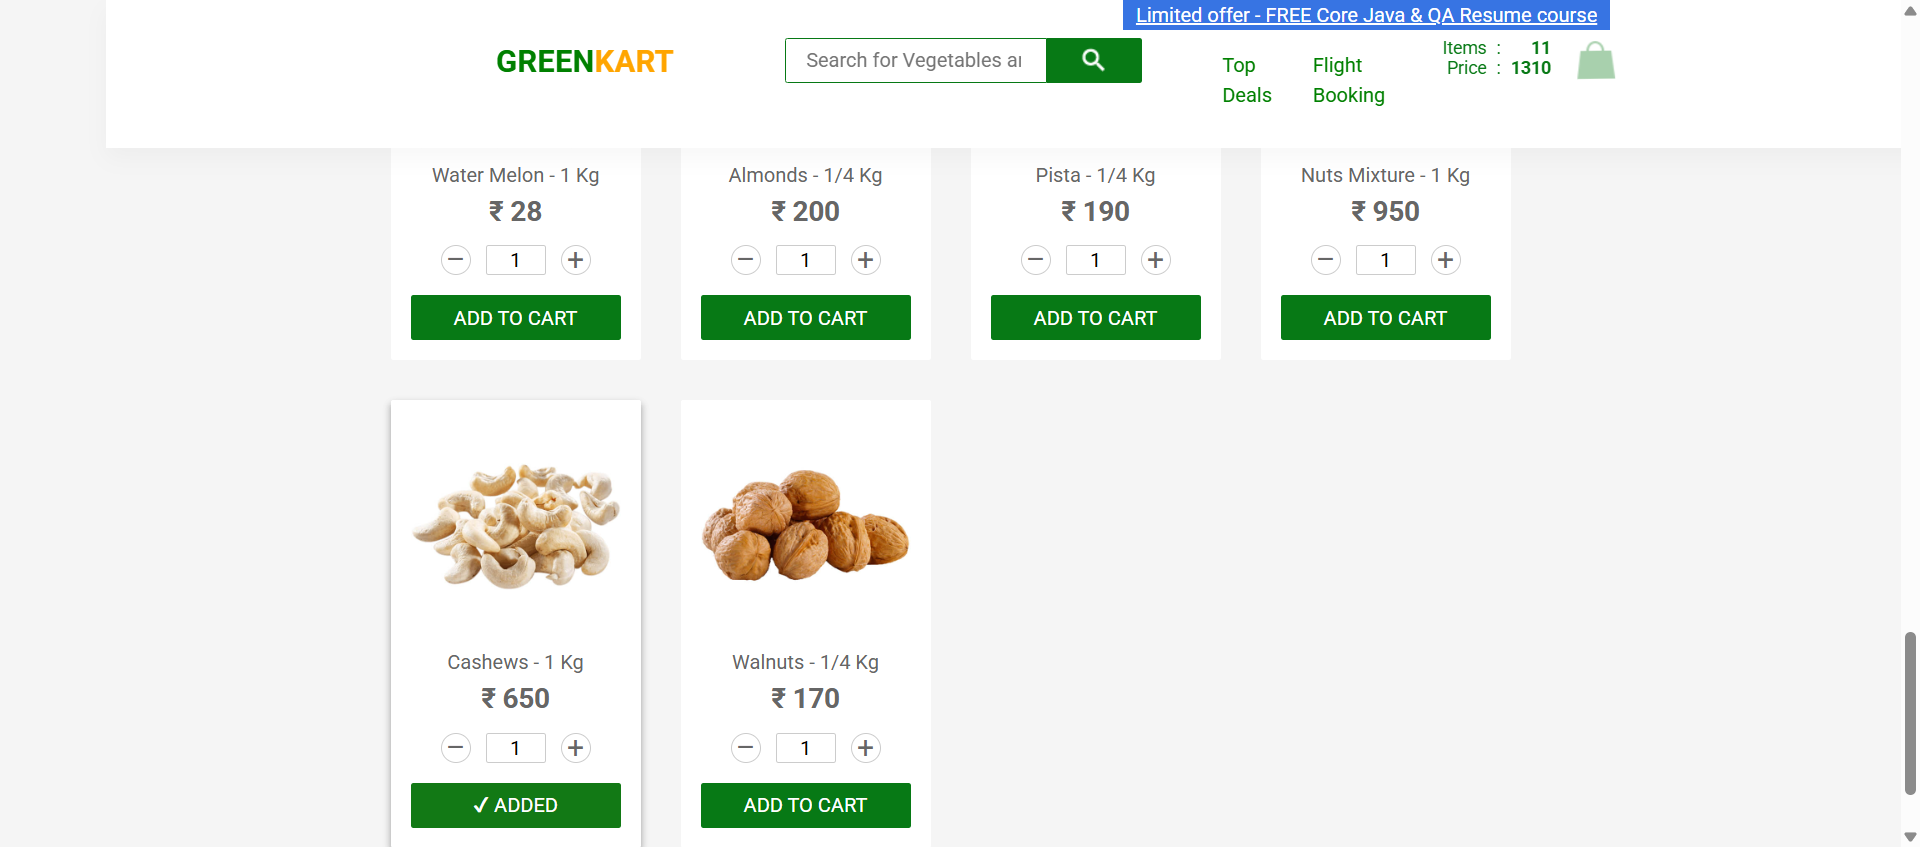 Limited offer - FREE Core Java & QA Resume course
GREENKART
Search for Vegetables ar
Top Deals
Flight Booking
Items : 11
Price : 1310
Water Melon - 1 Kg
₹ 28
− 1 +
ADD TO CART
Almonds - 1/4 Kg
₹ 200
− 1 +
ADD TO CART
Pista - 1/4 Kg
₹ 190
− 1 +
ADD TO CART
Nuts Mixture - 1 Kg
₹ 950
− 1 +
ADD TO CART
Cashews - 1 Kg
₹ 650
− 1 +
✔ ADDED
Walnuts - 1/4 Kg
₹ 170
− 1 +
ADD TO CART